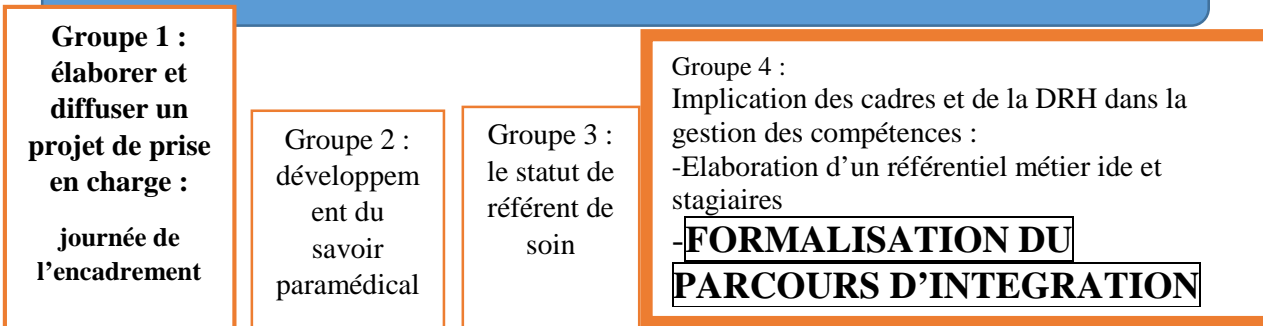 Groupe 1 :
élaborer et
diffuser un
projet de prise
en charge :
journée de
l'encadrement
Groupe 2 :
développem
ent du
savoir
paramédical
Groupe 3 :
le statut de
référent de
soin
Groupe 4 :
Implication des cadres et de la DRH dans la
gestion des compétences :
-Elaboration d'un référentiel métier ide et
stagiaires
-FORMALISATION DU
PARCOURS D'INTEGRATION